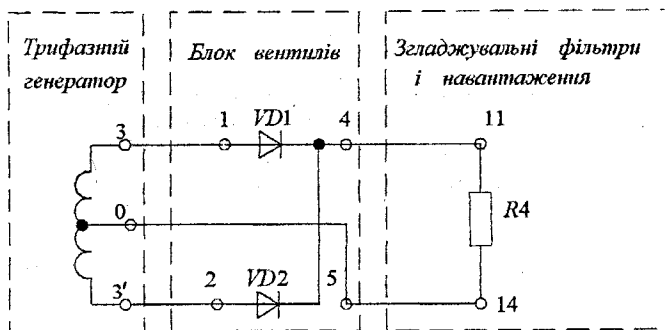 Трифазний
генератор
Блок вентилів
Згладжувальні фільтри
і навантаження
3
1
VD1
4
11
0
R4
3'
2
VD2
5
14